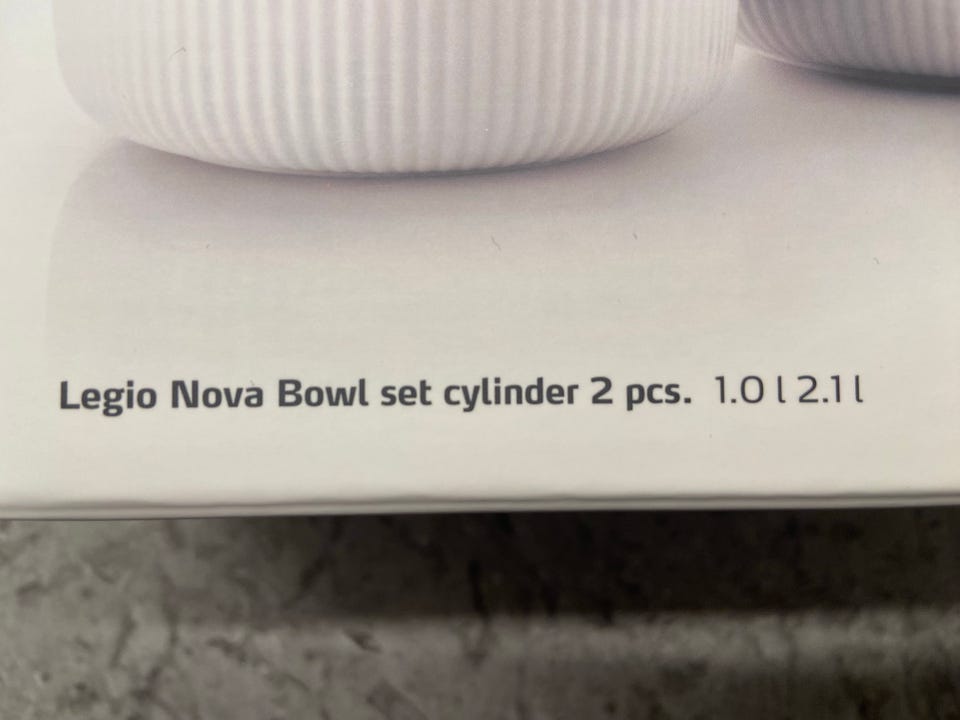 Legio Nova Bowl set cylinder 2 pcs. 1.0 l 2.1 l